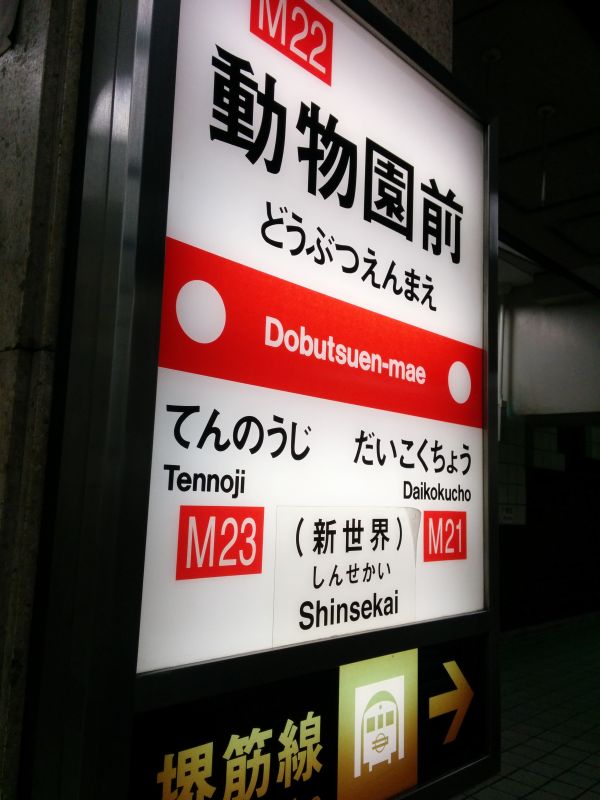 M22
動物園前
どうぶつえんまえ
Dobutsuen-mae
てんのうじ だいこくちょう
Tennoji Daikokucho
M23 M21
(新世界)
しんせかい
Shinsekai
堺筋線